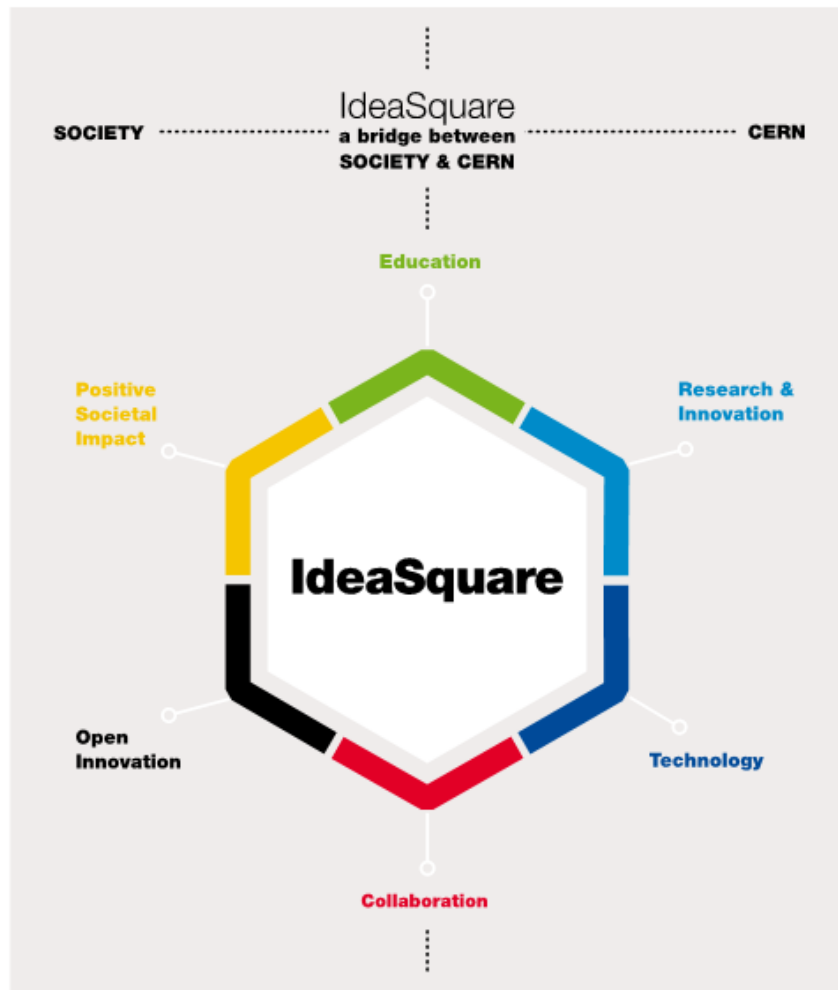 IdeaSquare
SOCIETY
a bridge between
CERN
SOCIETY & CERN
Education
Positive
Societal
Impact
Research &
Innovation
IdeaSquare
Open
Innovation
Technology
Collaboration